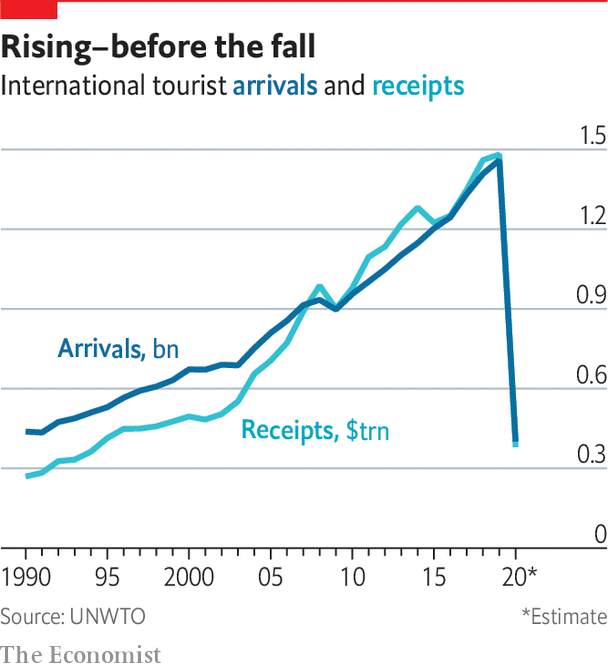 Rising–before the fall
International tourist arrivals and receipts
1.5
1.2
0.9
Arrivals, bn
0.6
Receipts, $trn
0.3
0
1990 95 2000 05 10 15 20*
Source: UNWTO *Estimate
The Economist